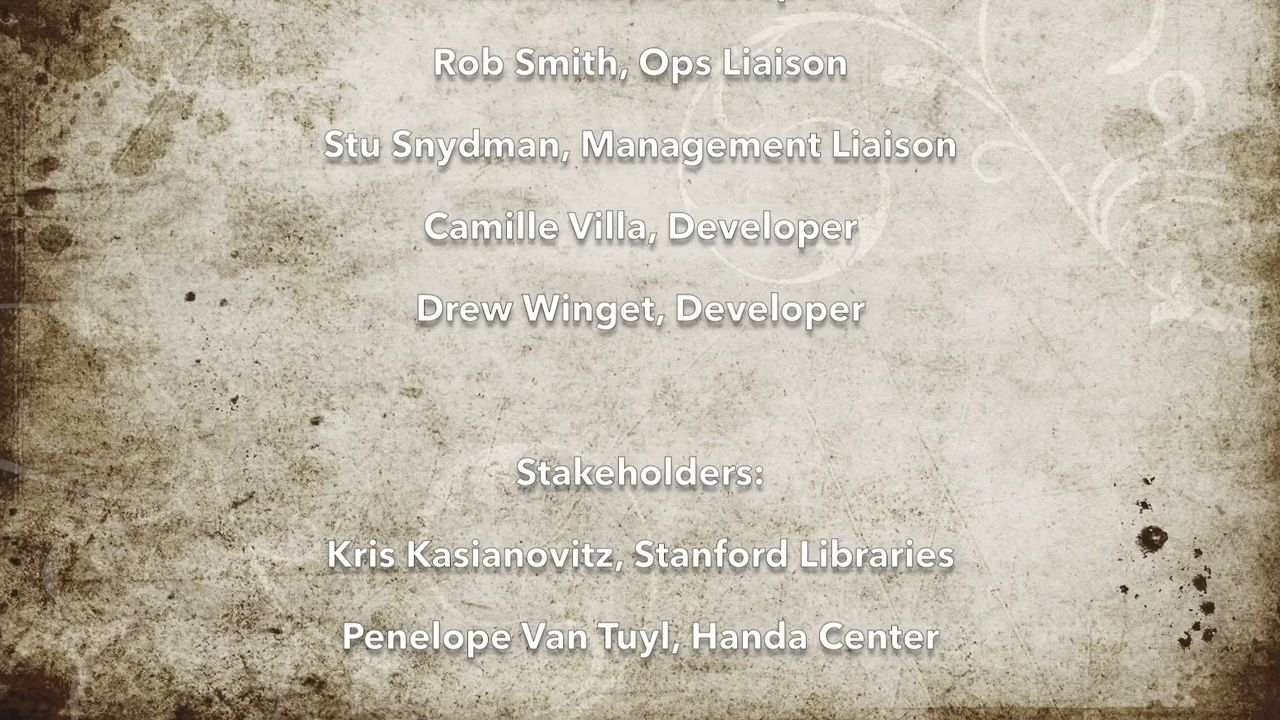 Rob Smith, Ops Liaison
Stu Snydman, Management Liaison
Camille Villa, Developer
Drew Winget, Developer
Stakeholders:
Kris Kasianovitz, Stanford Libraries
Penelope Van Tuyl, Handa Center